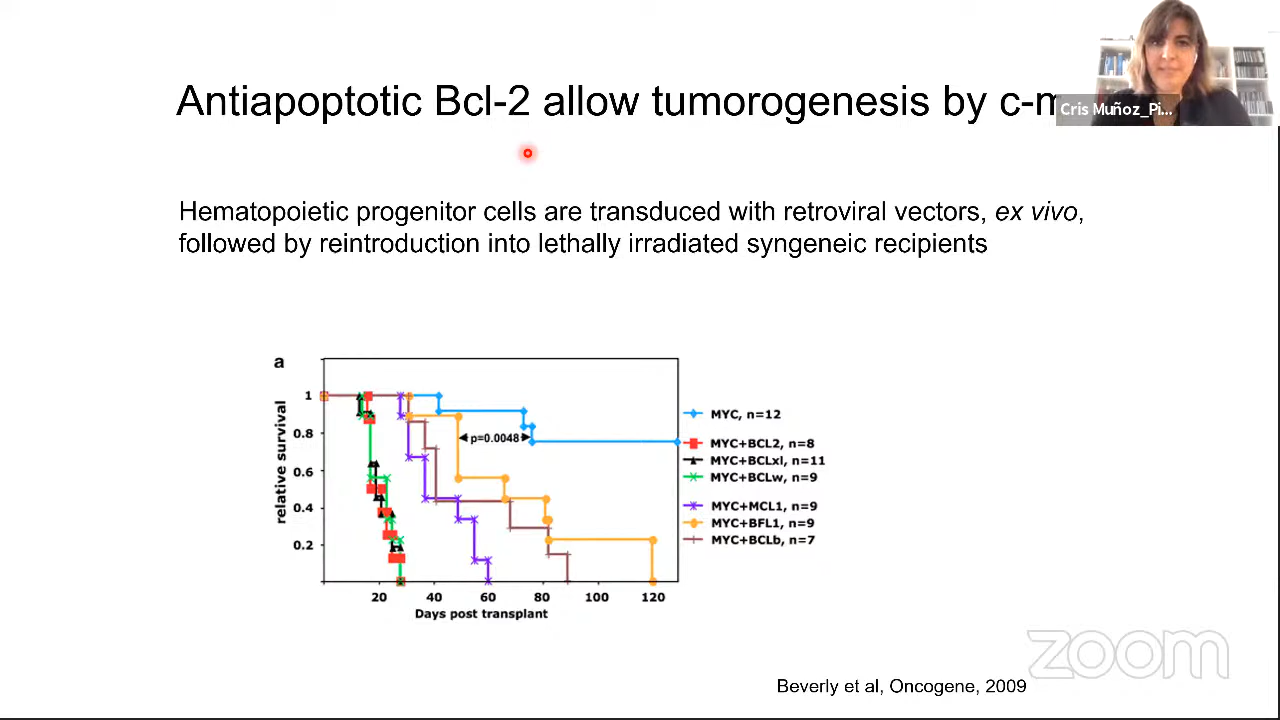 Antiapoptotic Bcl-2 allow tumorogenesis by c-m
Cris Muñoz_Pi...
Hematopoietic progenitor cells are transduced with retroviral vectors, ex vivo,
followed by reintroduction into lethally irradiated syngeneic recipients
a
relative survival
1
0.8
0.6
0.4
0.2
p=0.0048
20 40 60 80 100 120
Days post transplant
MYC, n=12
MYC+BCL2, n=8
MYC+BCLxl, n=11
MYC+BCLw, n=9
MYC+MCL1, n=9
MYC+BFL1, n=9
MYC+BCLb, n=7
zoom
Beverly et al, Oncogene, 2009